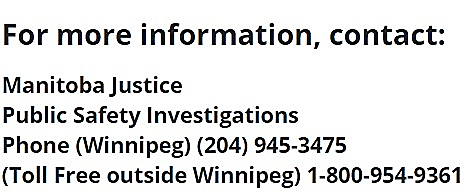 For more information, contact:
Manitoba Justice
Public Safety Investigations
Phone (Winnipeg) (204) 945-3475
(Toll Free outside Winnipeg) 1-800-954-9361